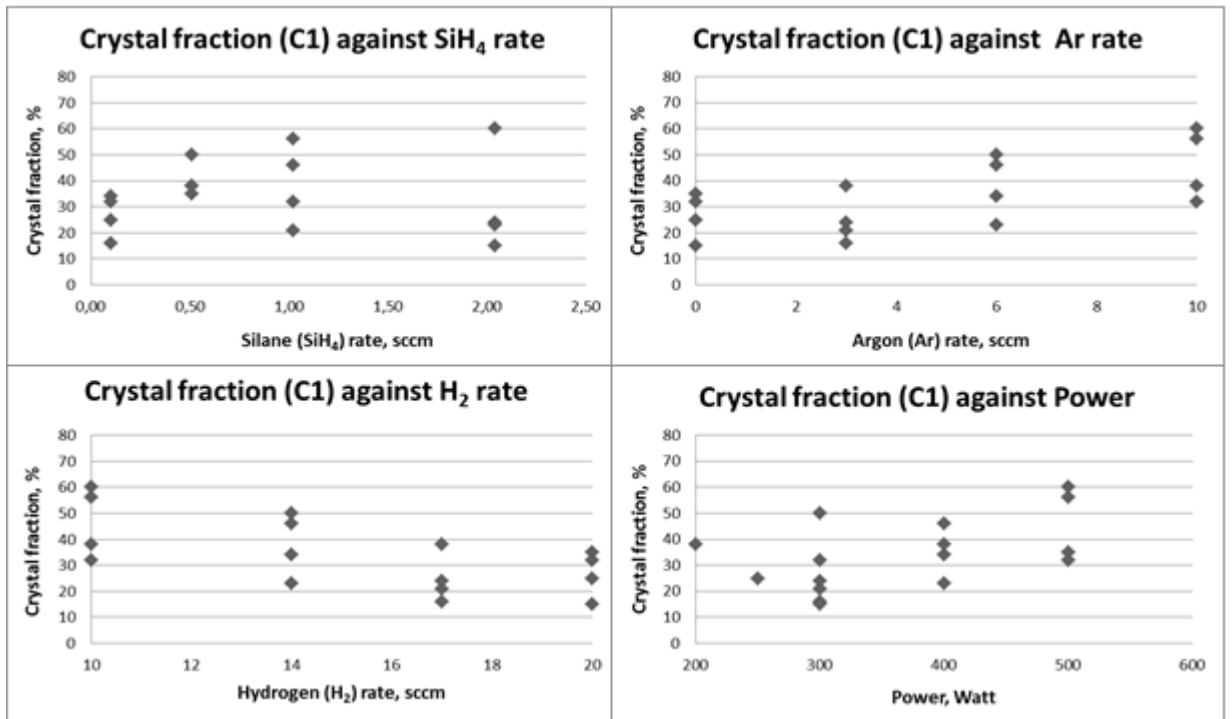 Crystal fraction (C1) against SiH₄ rate
Crystal fraction, %
80
70
60
50
40
30
20
10
0
0,00 0,50 1,00 1,50 2,00 2,50
Silane (SiH₄) rate, sccm
Crystal fraction (C1) against Ar rate
Crystal fraction, %
80
70
60
50
40
30
20
10
0
0 2 4 6 8 10
Argon (Ar) rate, sccm
Crystal fraction (C1) against H₂ rate
Crystal fraction, %
80
70
60
50
40
30
20
10
0
10 12 14 16 18 20
Hydrogen (H₂) rate, sccm
Crystal fraction (C1) against Power
Crystal fraction, %
80
70
60
50
40
30
20
10
0
200 300 400 500 600
Power, Watt